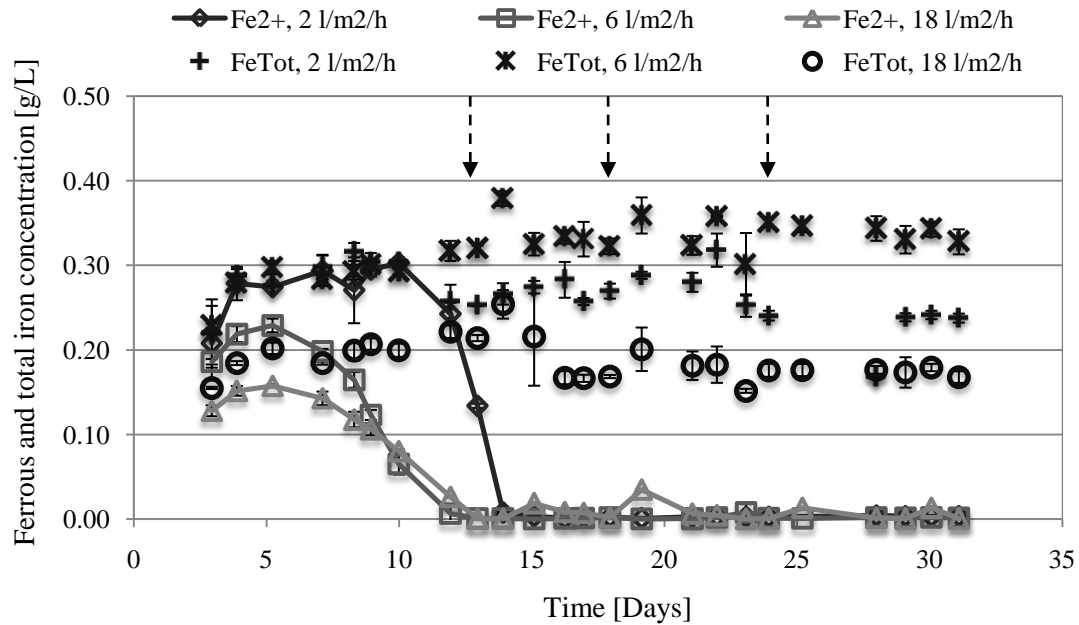 Fe2+, 2 l/m2/h Fe2+, 6 l/m2/h Fe2+, 18 l/m2/h
FeTot, 2 l/m2/h FeTot, 6 l/m2/h FeTot, 18 l/m2/h
Ferrous and total iron concentration [g/L]
0.50
0.40
0.30
0.20
0.10
0.00
0 5 10 15 20 25 30 35
Time [Days]